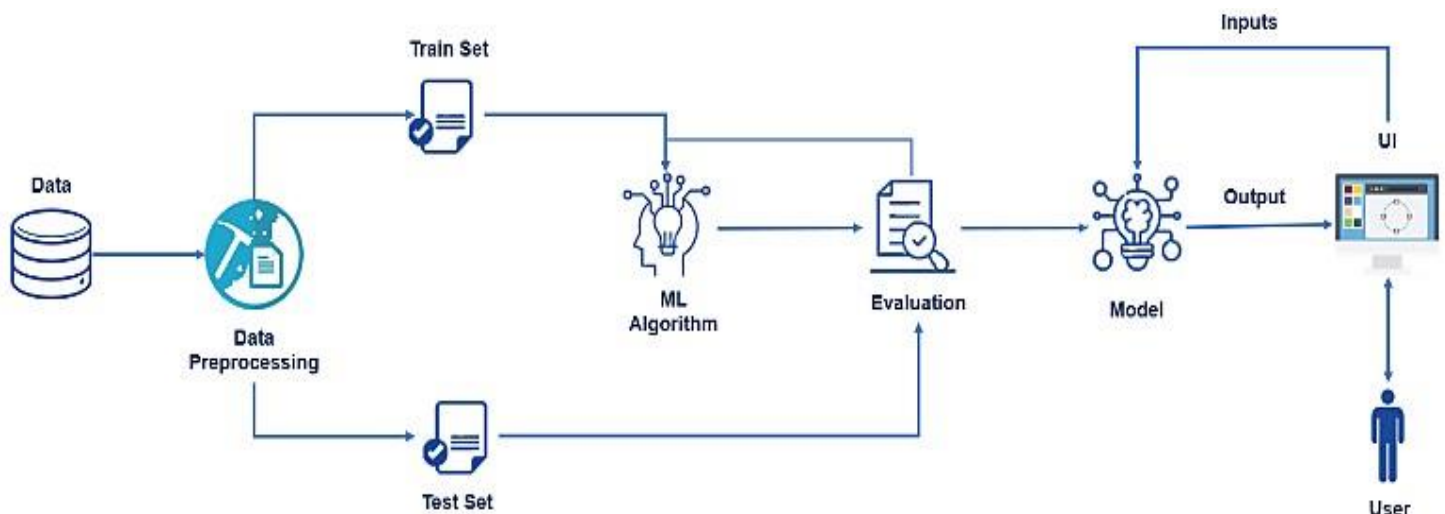 Inputs
Train Set
UI
Data
Output
ML
Algorithm
Evaluation
Model
Data
Preprocessing
Test Set
User